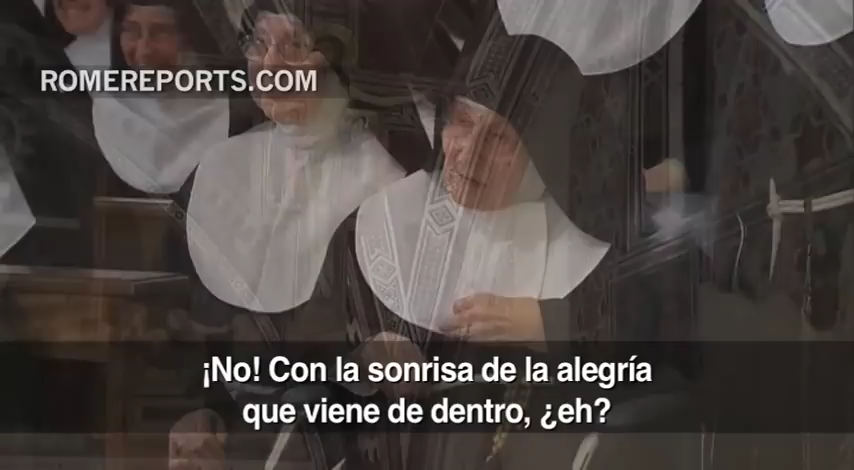 ROMEREPORTS.COM
¡No! Con la sonrisa de la alegría
que viene de dentro, ¿eh?